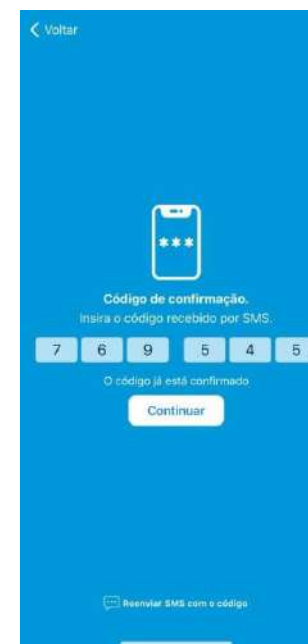 Voltar
***
Código de confirmação.
Insira o código recebido por SMS.
7 6 9 5 4 5
O código já está confirmado
Continuar
Reenviar SMS com o código